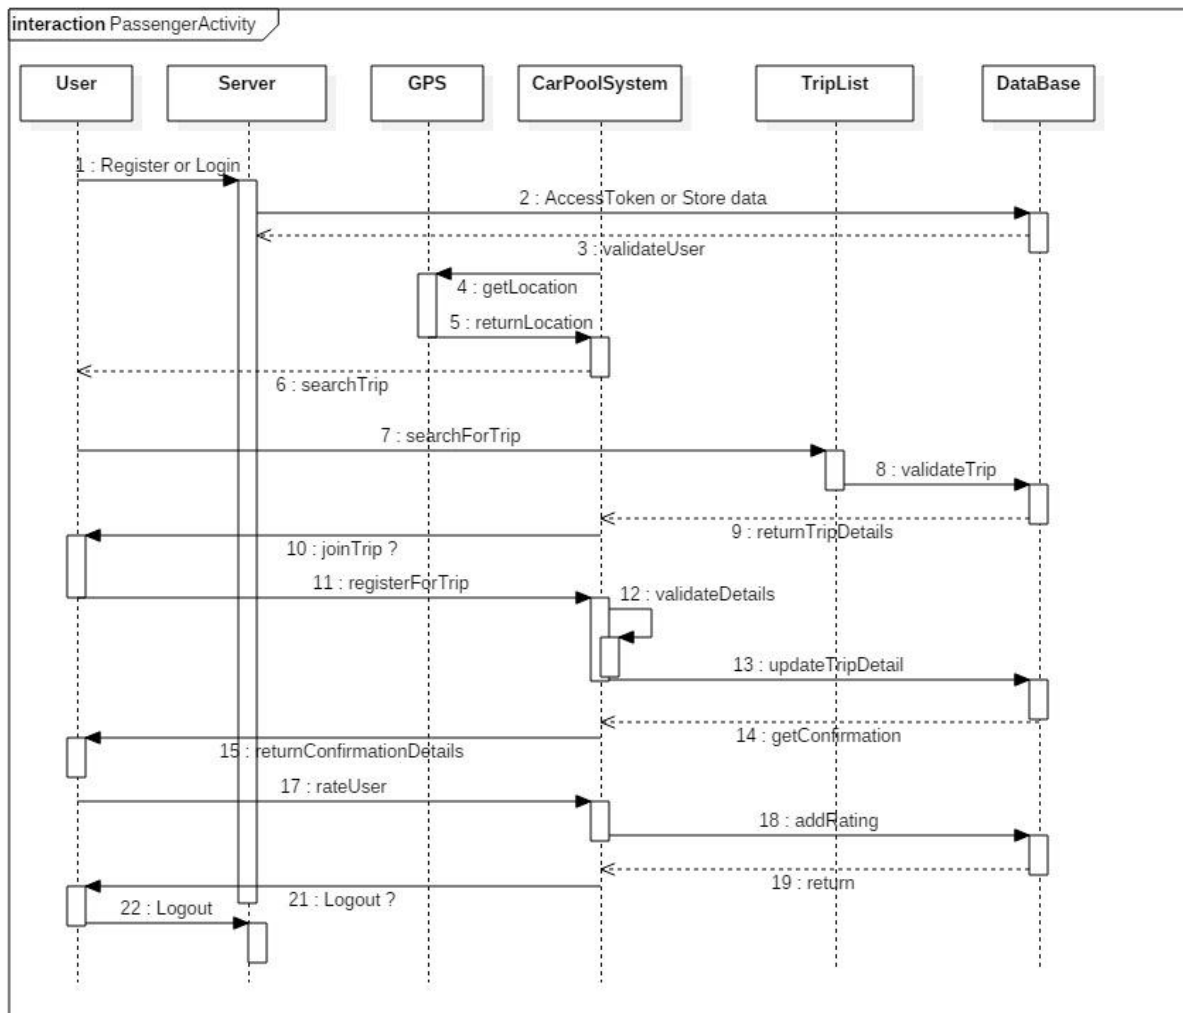 interaction PassengerActivity
User
Server
GPS
CarPoolSystem
TripList
DataBase
1 : Register or Login
2 : AccessToken or Store data
3 : validateUser
4 : getLocation
5 : returnLocation
6 : searchTrip
7 : searchForTrip
8 : validateTrip
9 : returnTripDetails
10 : joinTrip ?
11 : registerForTrip
12 : validateDetails
13 : updateTripDetail
14 : getConfirmation
15 : returnConfirmationDetails
17 : rateUser
18 : addRating
19 : return
21 : Logout ?
22 : Logout